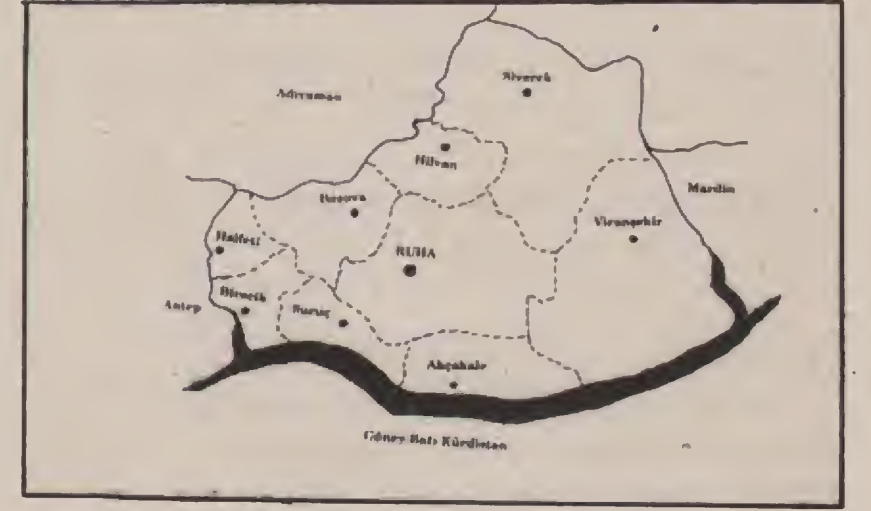 Siverek
Adıyaman
Hilvan
Mardin
Bozova
Viranşehir
Halfeti
RUHA
Birecik
Antep
Suruç
Akçakale
Güney Batı Kürdistan